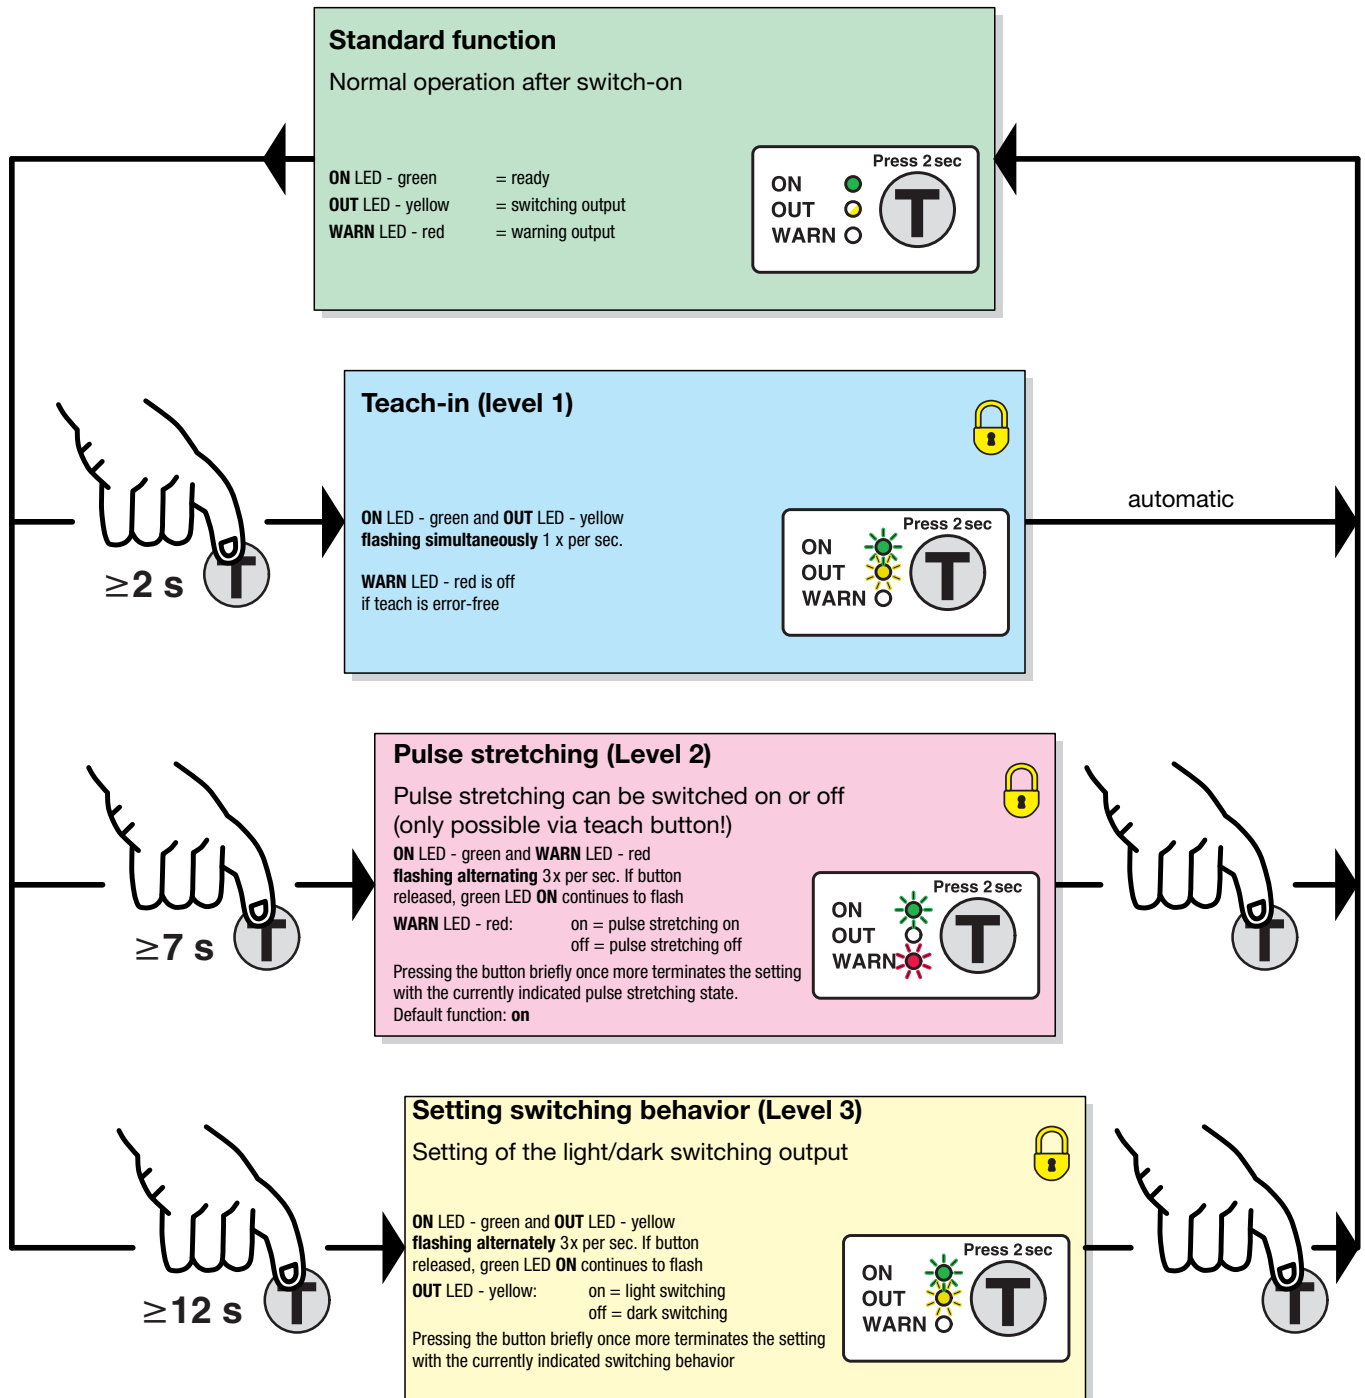 Standard function
Normal operation after switch-on
ON LED - green = ready
OUT LED - yellow = switching output
WARN LED - red = warning output
Press 2 sec
ON
OUT
WARN
T
Teach-in (level 1)
ON LED - green and OUT LED - yellow
flashing simultaneously 1 x per sec.
WARN LED - red is off
if teach is error-free
Press 2 sec
ON
OUT
WARN
T
automatic
≥2 s
T
Pulse stretching (Level 2)
Pulse stretching can be switched on or off
(only possible via teach button!)
ON LED - green and WARN LED - red
flashing alternating 3x per sec. If button
released, green LED ON continues to flash
WARN LED - red: on = pulse stretching on
off = pulse stretching off
Pressing the button briefly once more terminates the setting
with the currently indicated pulse stretching state.
Default function: on
Press 2 sec
ON
OUT
WARN
T
≥7 s
T
T
Setting switching behavior (Level 3)
Setting of the light/dark switching output
ON LED - green and OUT LED - yellow
flashing alternately 3x per sec. If button
released, green LED ON continues to flash
OUT LED - yellow: on = light switching
off = dark switching
Pressing the button briefly once more terminates the setting
with the currently indicated switching behavior
Press 2 sec
ON
OUT
WARN
T
≥12 s
T
T